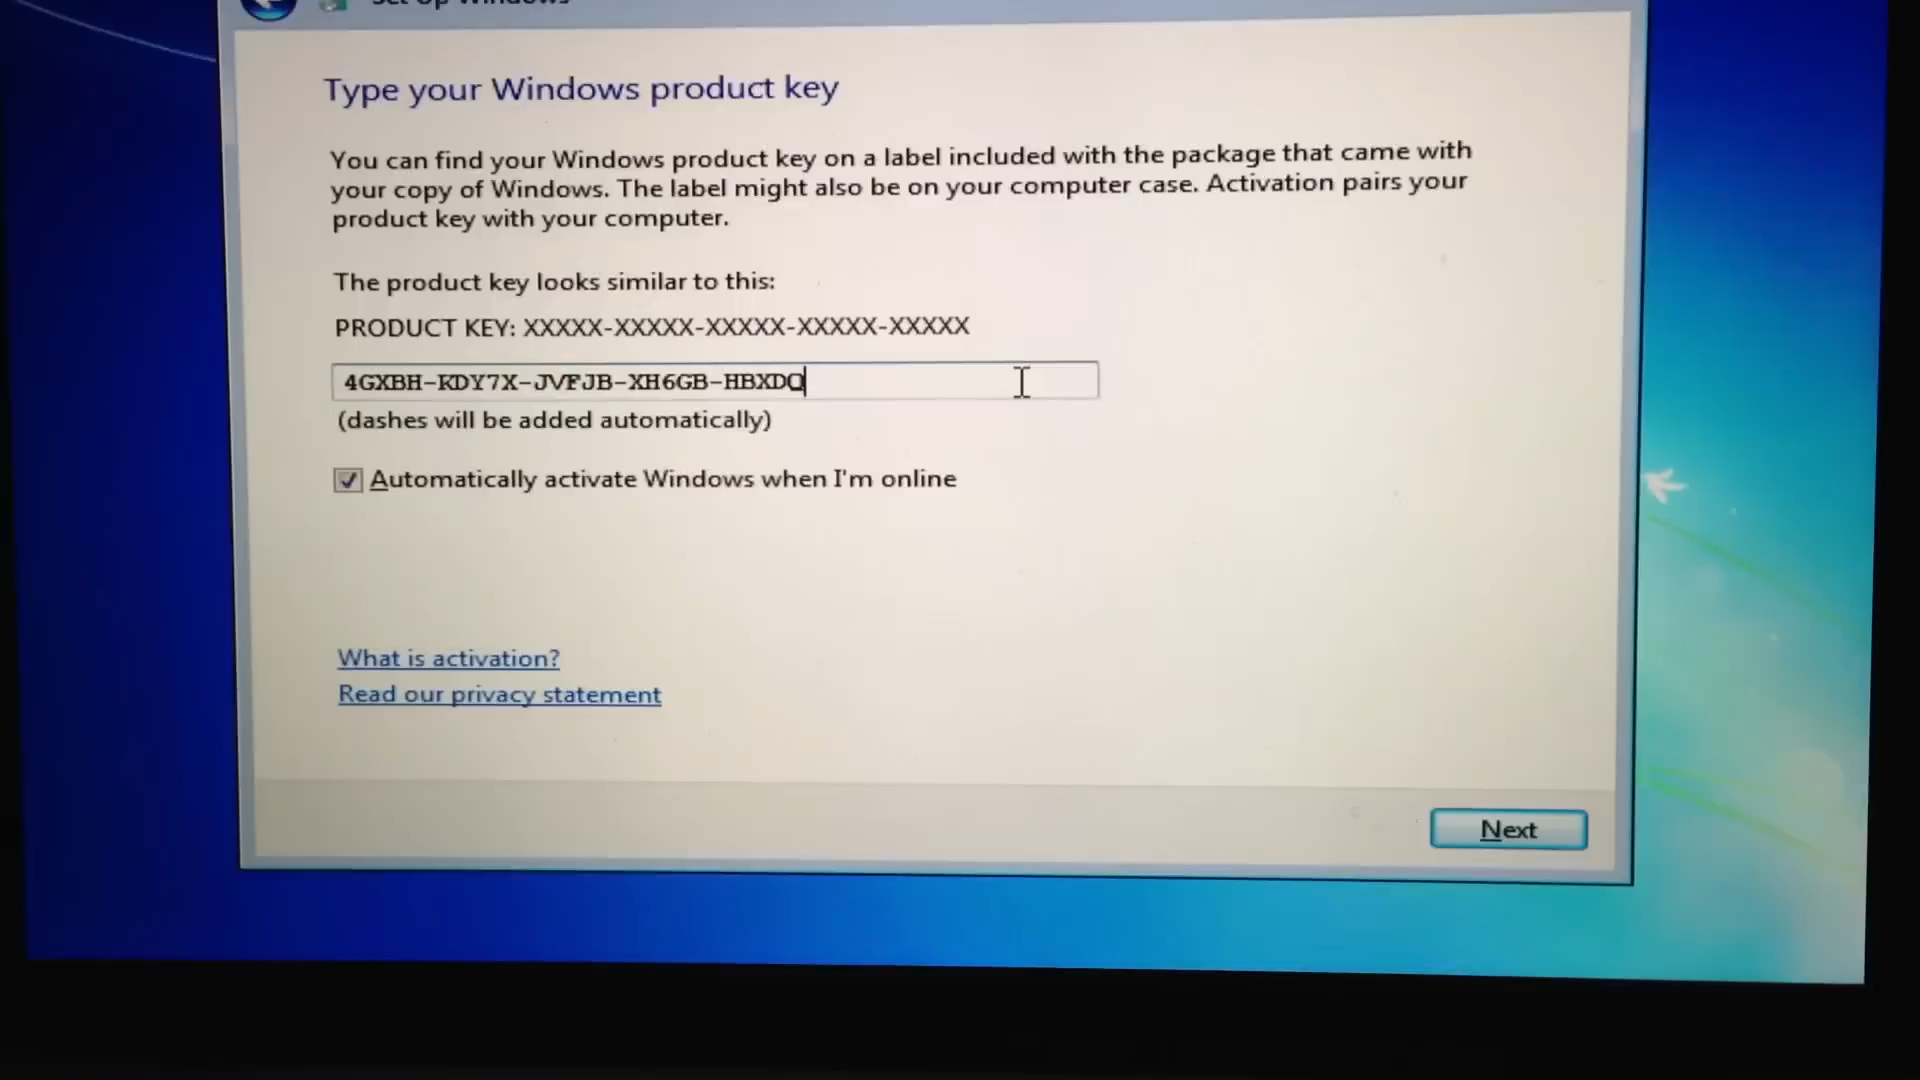 Set Up Windows
Type your Windows product key
You can find your Windows product key on a label included with the package that came with
your copy of Windows. The label might also be on your computer case. Activation pairs your
product key with your computer.
The product key looks similar to this:
PRODUCT KEY: XXXXX-XXXXX-XXXXX-XXXXX-XXXXX
4GXBH-KDY7X-JVFJB-XH6GB-HBXDQ
(dashes will be added automatically)
Automatically activate Windows when I'm online
What is activation?
Read our privacy statement
Next